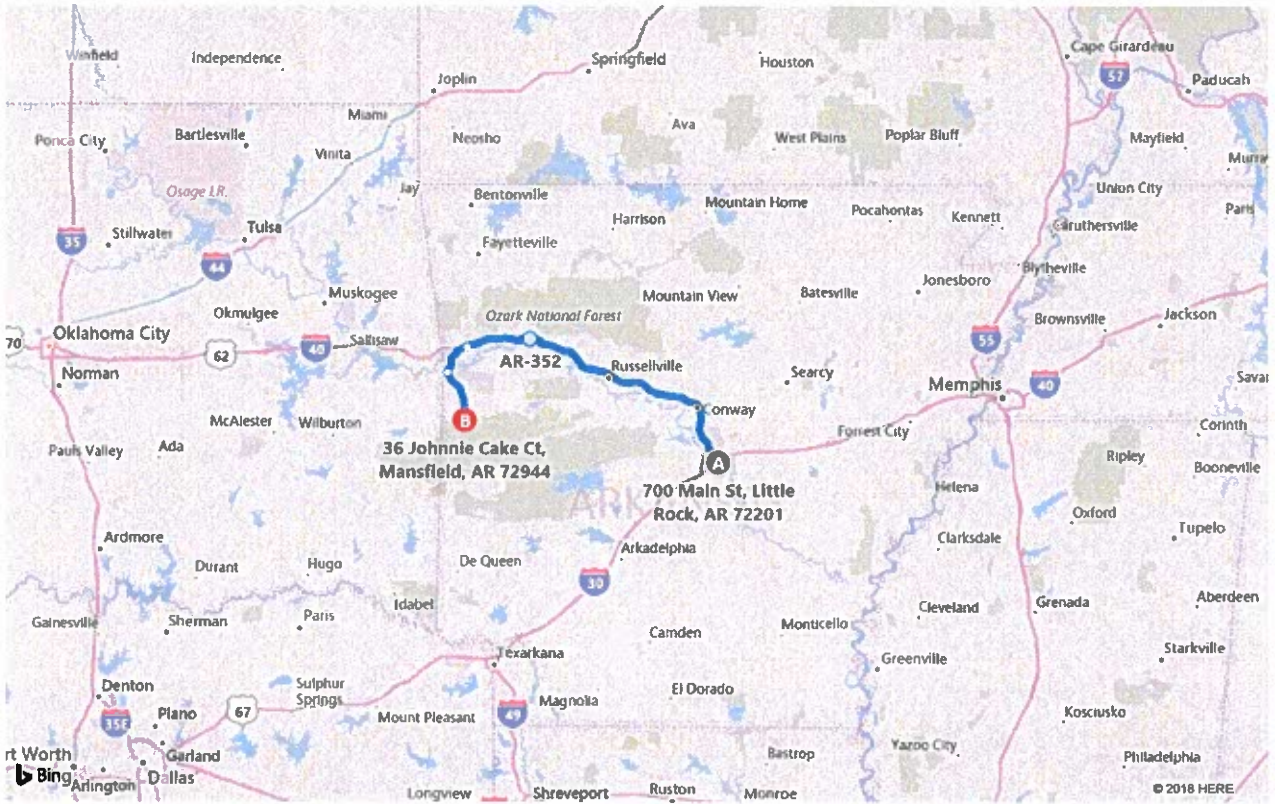 Winfield
Independence
Joplin
Springfield
Houston
Cape Girardeau
57
Paducah
Miami
Ponca City
Bartlesville
Vinita
Neosho
Ava
West Plains
Poplar Bluff
Mayfield
Murray
Osage I.R.
Jay
Bentonville
Mountain Home
Union City
Harrison
Pocahontas
Kennett
Paris
35
Stillwater
Tulsa
Fayetteville
Caruthersville
44
Blytheville
Muskogee
Mountain View
Batesville
Jonesboro
Okmulgee
Ozark National Forest
Brownsville
Jackson
70
Oklahoma City
62
40
Sallisaw
55
AR-352
Russellville
Norman
Searcy
Memphis
40
Savan
McAlester
Wilburton
B
Conway
Forrest City
Corinth
Pauls Valley
Ada
36 Johnnie Cake Ct,
Mansfield, AR 72944
A
Ripley
Booneville
700 Main St, Little
Rock, AR 72201
ARKANSAS
Helena
Oxford
Tupelo
Ardmore
Arkadelphia
Clarksdale
Durant
Hugo
De Queen
30
Idabel
Cleveland
Grenada
Aberdeen
Gainesville
Sherman
Paris
Camden
Monticello
Texarkana
Greenville
Starkville
Denton
Sulphur
Springs
El Dorado
Magnolia
35E
Plano
67
Mount Pleasant
49
Kosciusko
rt Worth
Garland
Bastrop
Yazoo City
Philadelphia
Bing
Arlington
Dallas
Longview
Shreveport
Ruston
Monroe
© 2018 HERE